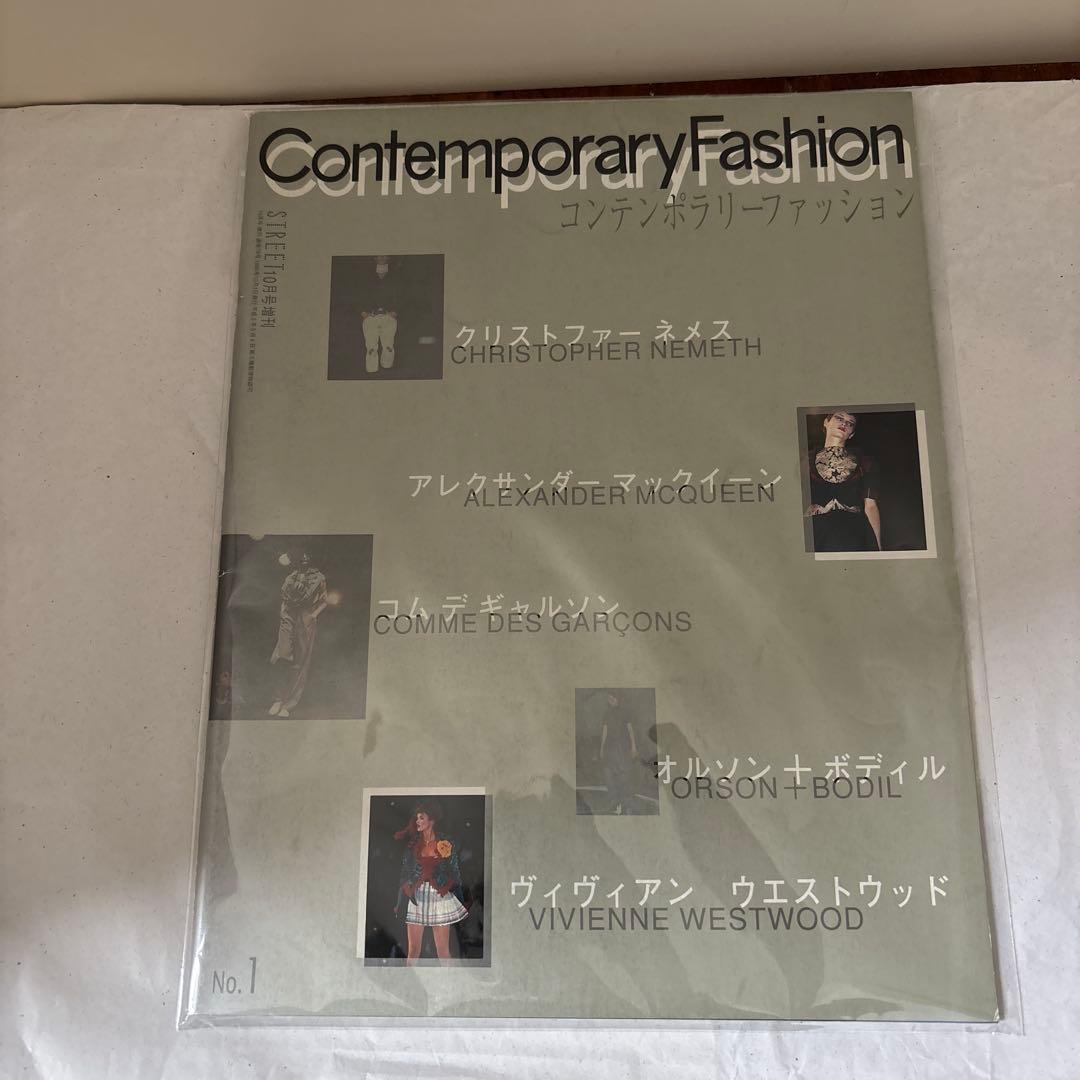 ContemporaryFashion
コンテンポラリーファッション
STREET10月号増刊
クリストファー ネメス
CHRISTOPHER NEMETH
アレクサンダー マックイーン
ALEXANDER MCQUEEN
コム デ ギャルソン
COMME DES GARÇONS
オルソン＋ボディル
ORSON+BODIL
ヴィヴィアン ウエストウッド
VIVIENNE WESTWOOD
No.1